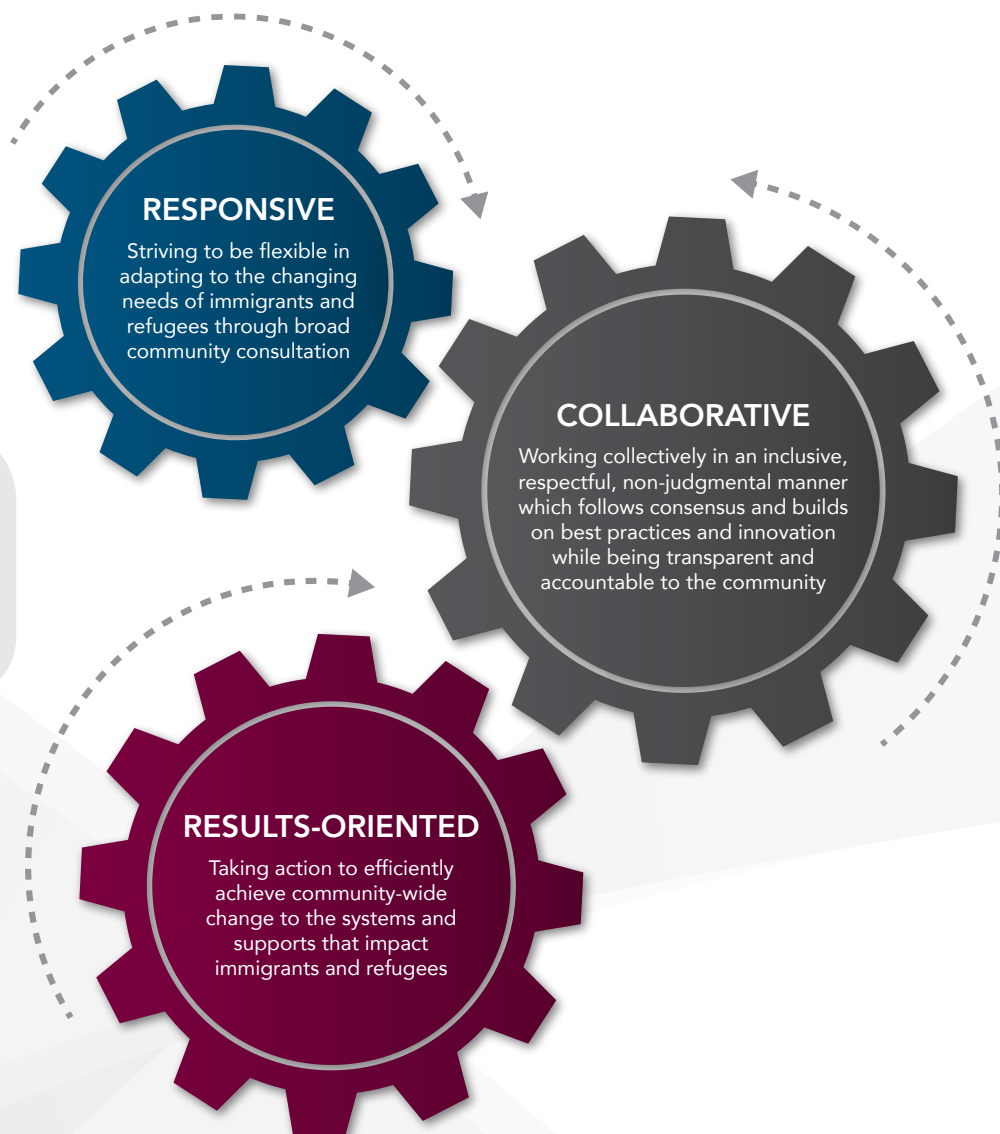 RESPONSIVE
Striving to be flexible in
adapting to the changing
needs of immigrants and
refugees through broad
community consultation
COLLABORATIVE
Working collectively in an inclusive,
respectful, non-judgmental manner
which follows consensus and builds
on best practices and innovation
while being transparent and
accountable to the community
RESULTS-ORIENTED
Taking action to efficiently
achieve community-wide
change to the systems and
supports that impact
immigrants and refugees